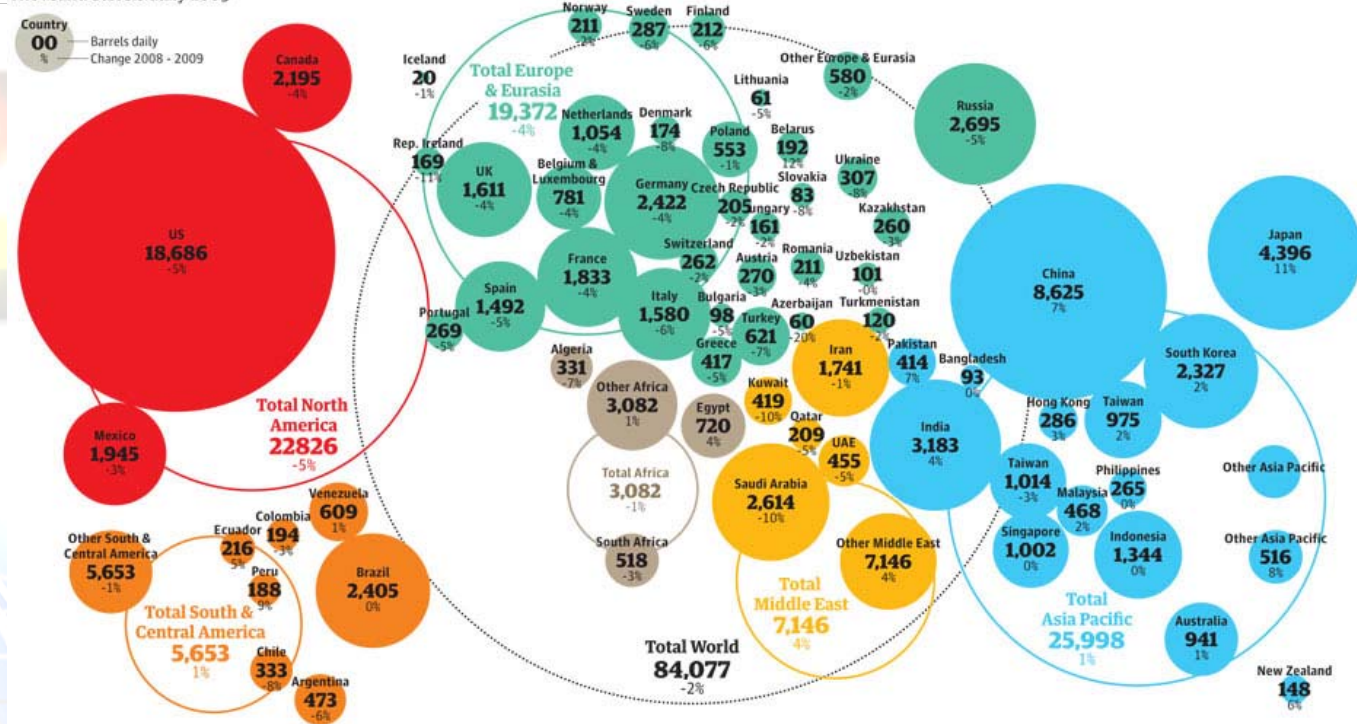 Country
00
%
Barrels daily
Change 2008 - 2009
Canada
2,195
-4%
US
18,686
-5%
Mexico
1,945
-3%
Total North
America
22826
-5%
Norway
211
-2%
Sweden
287
-6%
Finland
212
-6%
Iceland
20
-1%
Total Europe
& Eurasia
19,372
-4%
Other Europe & Eurasia
580
-2%
Lithuania
61
-5%
Russia
2,695
-5%
Netherlands
1,054
-4%
Denmark
174
-8%
Poland
553
-1%
Belarus
192
12%
Rep. Ireland
169
-11%
UK
1,611
-4%
Belgium &
Luxembourg
781
-4%
Germany
2,422
-4%
Czech Republic
205
-2%
Slovakia
83
-8%
Ukraine
307
-8%
ungary
161
-2%
Kazakhstan
260
-3%
Switzerland
262
-2%
Austria
270
-3%
Romania
211
-4%
Uzbekistan
101
-0%
France
1,833
-4%
Spain
1,492
-5%
Portugal
269
-5%
Italy
1,580
-6%
Bulgaria
98
-5%
Turkey
621
-7%
Azerbaijan
60
-20%
Turkmenistan
120
-2%
Greece
417
-5%
China
8,625
7%
Japan
4,396
11%
South Korea
2,327
2%
Algeria
331
-7%
Other Africa
3,082
1%
Egypt
720
4%
Total Africa
3,082
-1%
South Africa
518
-3%
Kuwait
419
-10%
Iran
1,741
-1%
Qatar
209
-5%
UAE
455
-5%
Saudi Arabia
2,614
-10%
Other Middle East
7,146
4%
Total
Middle East
7,146
4%
Pakistan
414
7%
Bangladesh
93
0%
India
3,183
4%
Hong Kong
286
3%
Taiwan
975
2%
Taiwan
1,014
-3%
Malaysia
468
2%
Philippines
265
0%
Other Asia Pacific
Singapore
1,002
0%
Indonesia
1,344
0%
Other Asia Pacific
516
8%
Total
Asia Pacific
25,998
1%
Australia
941
1%
New Zealand
148
6%
Venezuela
609
1%
Colombia
194
-3%
Ecuador
216
5%
Other South &
Central America
5,653
-1%
Peru
188
9%
Brazil
2,405
0%
Total South &
Central America
5,653
1%
Chile
333
-8%
Argentina
473
-6%
Total World
84,077
-2%